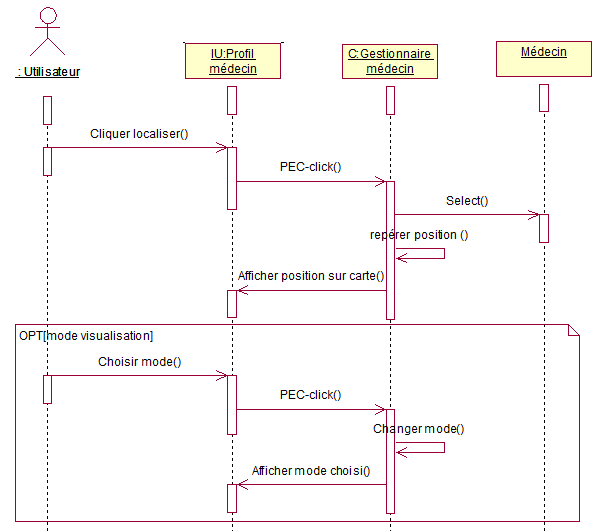 : Utilisateur
IU:Profil
médecin
C:Gestionnaire
médecin
Médecin
Cliquer localiser()
PEC-click()
Select()
repérer position ()
Afficher position sur carte()
OPT[mode visualisation]
Choisir mode()
PEC-click()
Changer mode()
Afficher mode choisi()